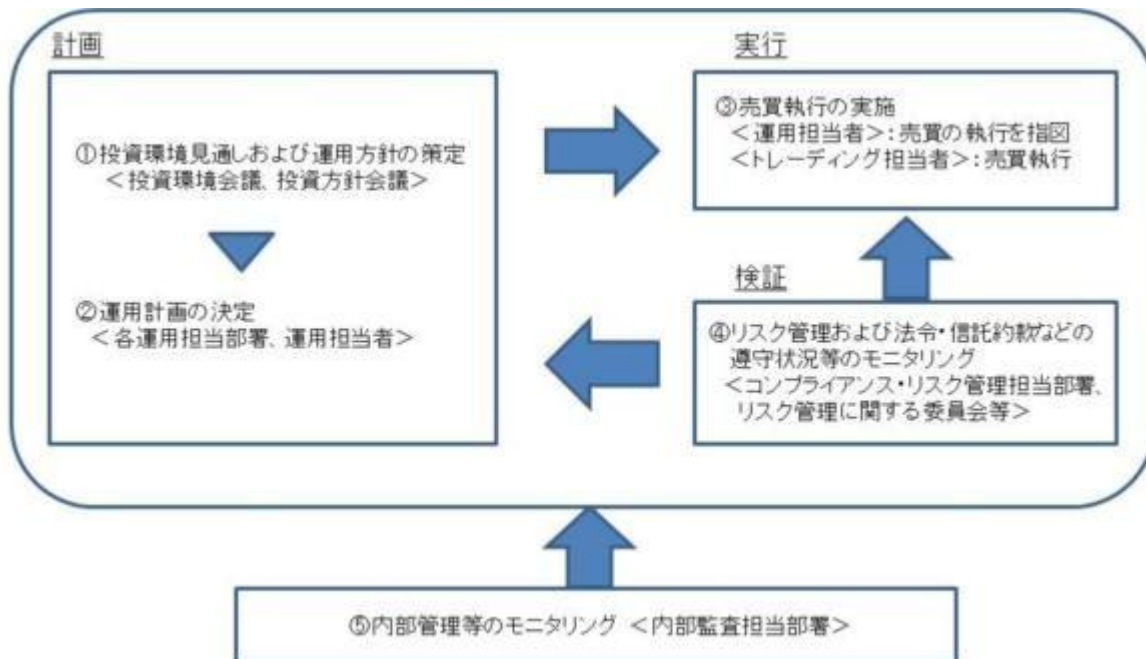 計画
①投資環境見通しおよび運用方針の策定
＜投資環境会議、投資方針会議＞
②運用計画の決定
＜各運用担当部署、運用担当者＞
実行
③売買執行の実施
＜運用担当者＞：売買の執行を指図
＜トレーディング担当者＞：売買執行
検証
④リスク管理および法令・信託約款などの
遵守状況等のモニタリング
＜コンプライアンス・リスク管理担当部署、
リスク管理に関する委員会等＞
⑤内部管理等のモニタリング ＜内部監査担当部署＞